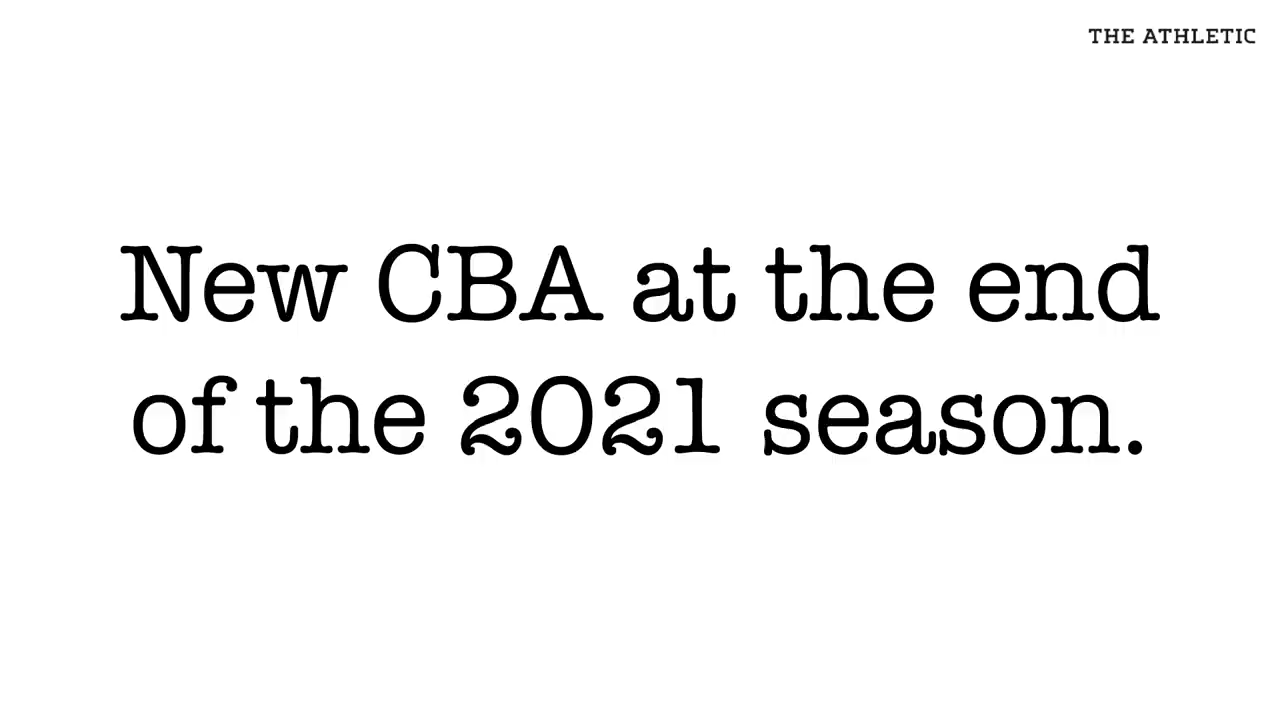 THE ATHLETIC
New CBA at the end
of the 2021 season.